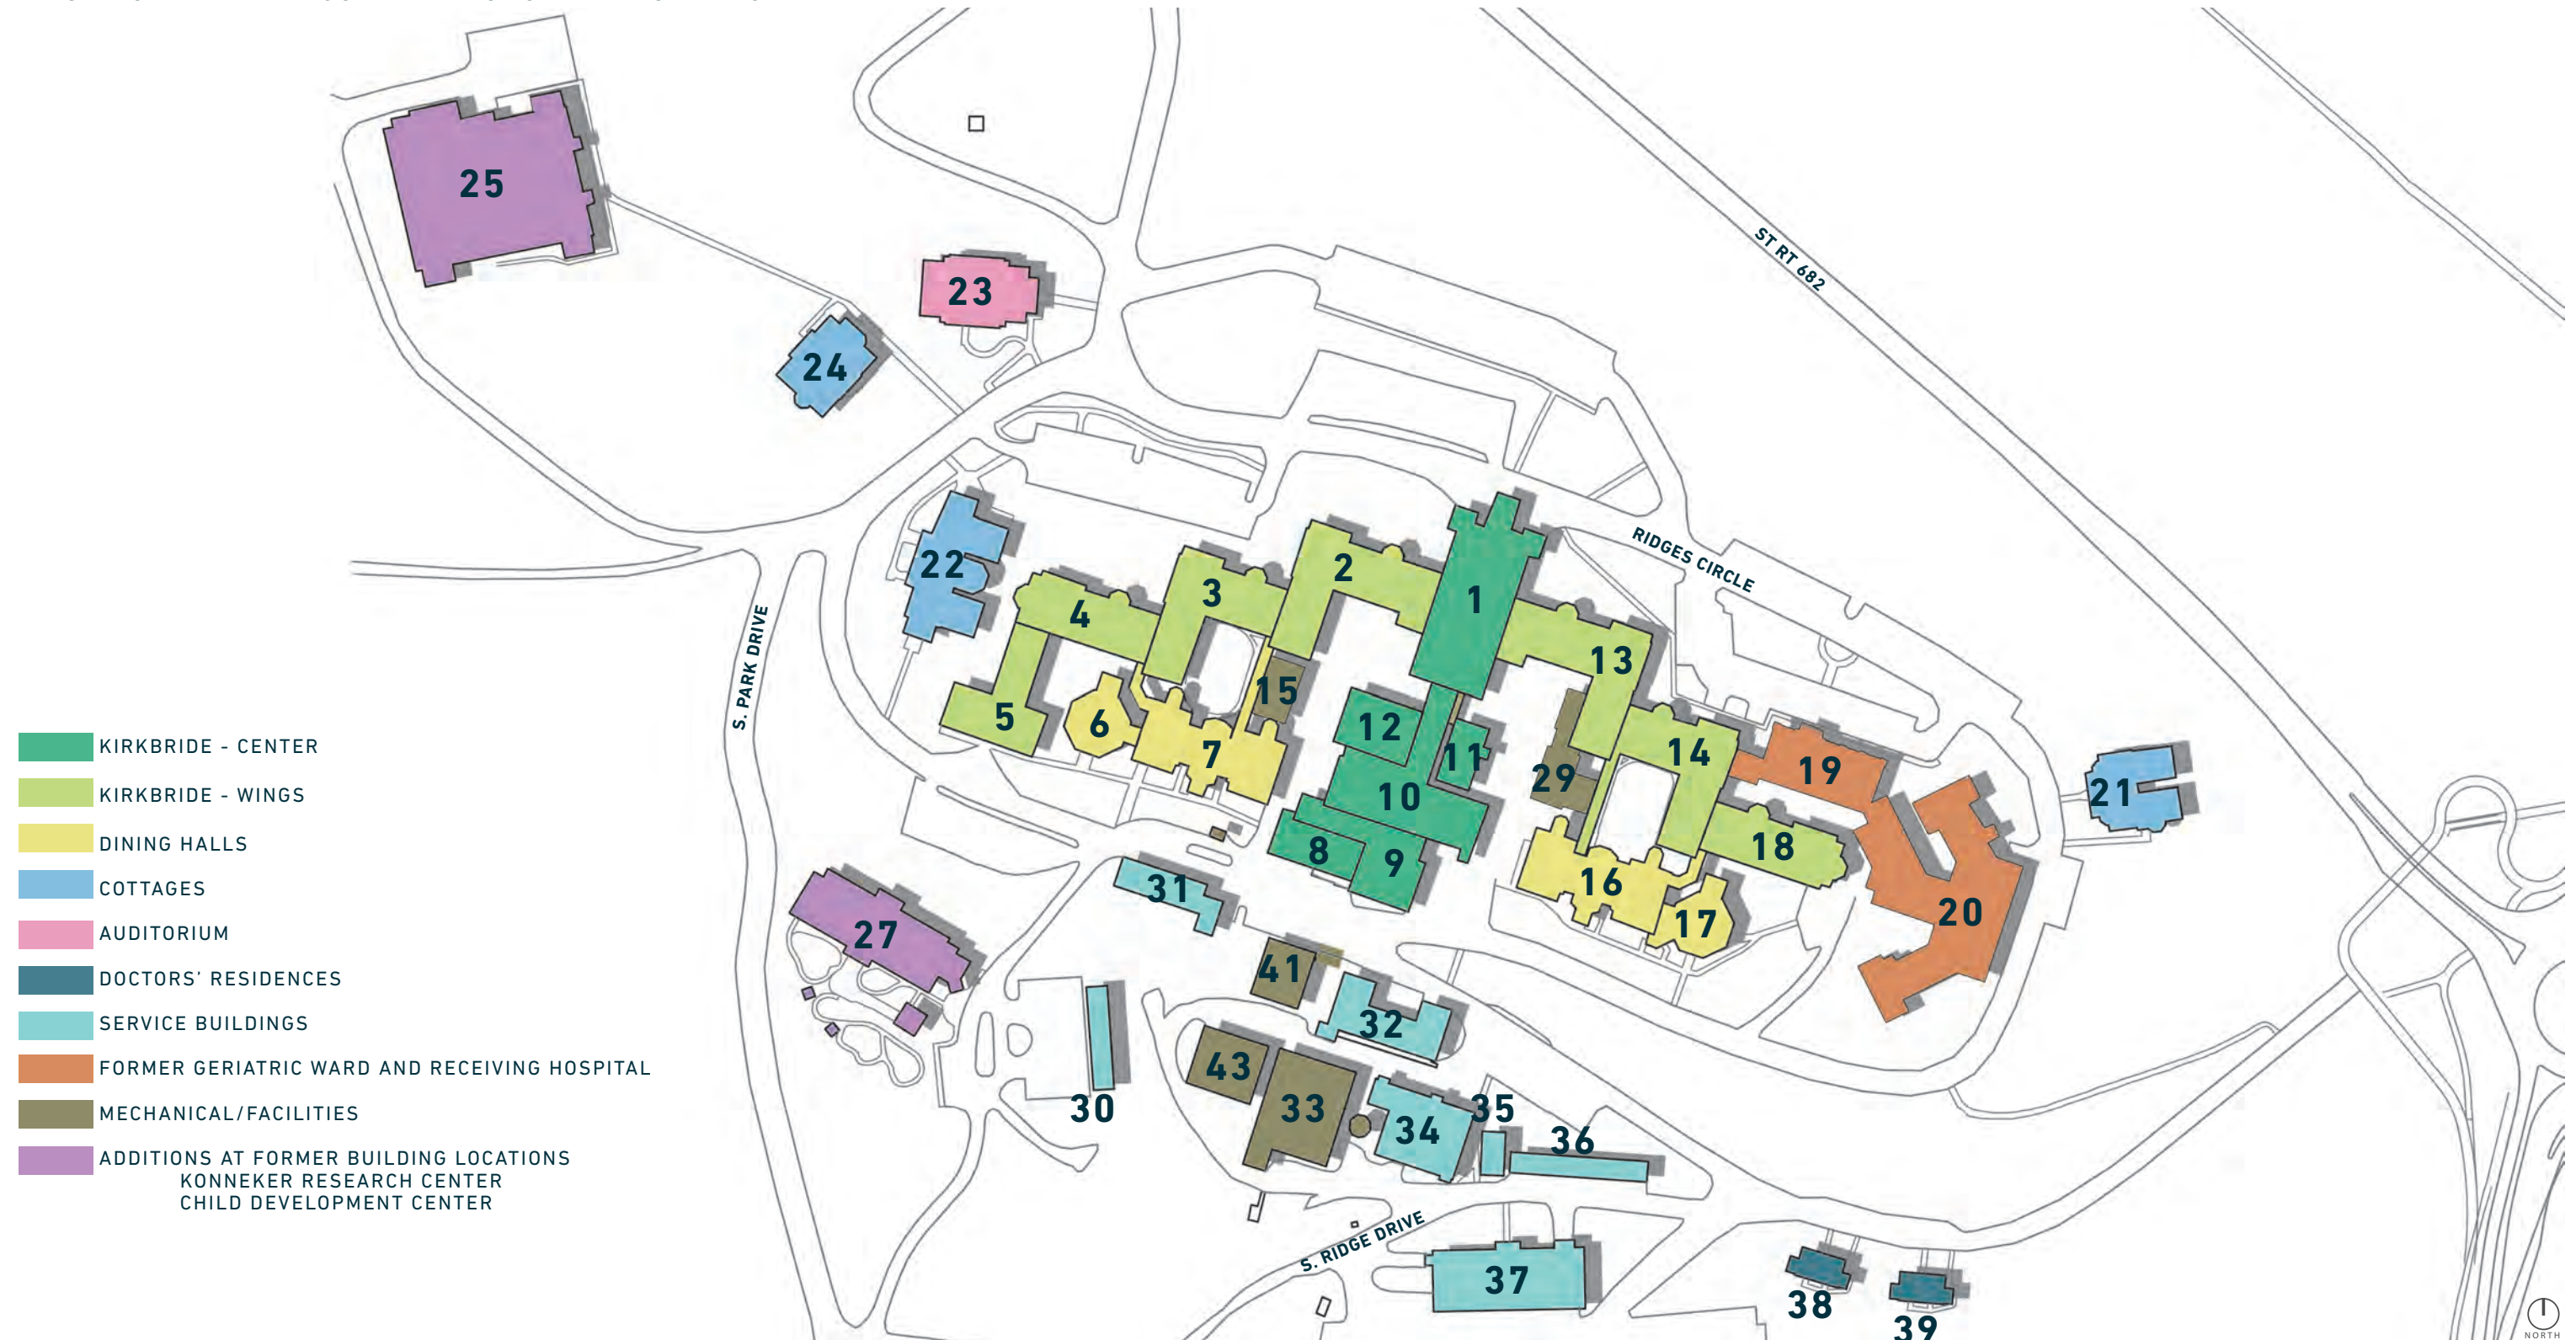 25
ST RT 682
23
24
RIDGES CIRCLE
22
2
3
1
4
13
S. PARK DRIVE
15
5
6
12
7
11
14
29
19
21
10
8
9
18
16
17
20
31
27
41
32
30
43
33
34
35
36
S. RIDGE DRIVE
37
38
39
KIRKBRIDE - CENTER
KIRKBRIDE - WINGS
DINING HALLS
COTTAGES
AUDITORIUM
DOCTORS' RESIDENCES
SERVICE BUILDINGS
FORMER GERIATRIC WARD AND RECEIVING HOSPITAL
MECHANICAL/FACILITIES
ADDITIONS AT FORMER BUILDING LOCATIONS
KONNEKER RESEARCH CENTER
CHILD DEVELOPMENT CENTER
NORTH